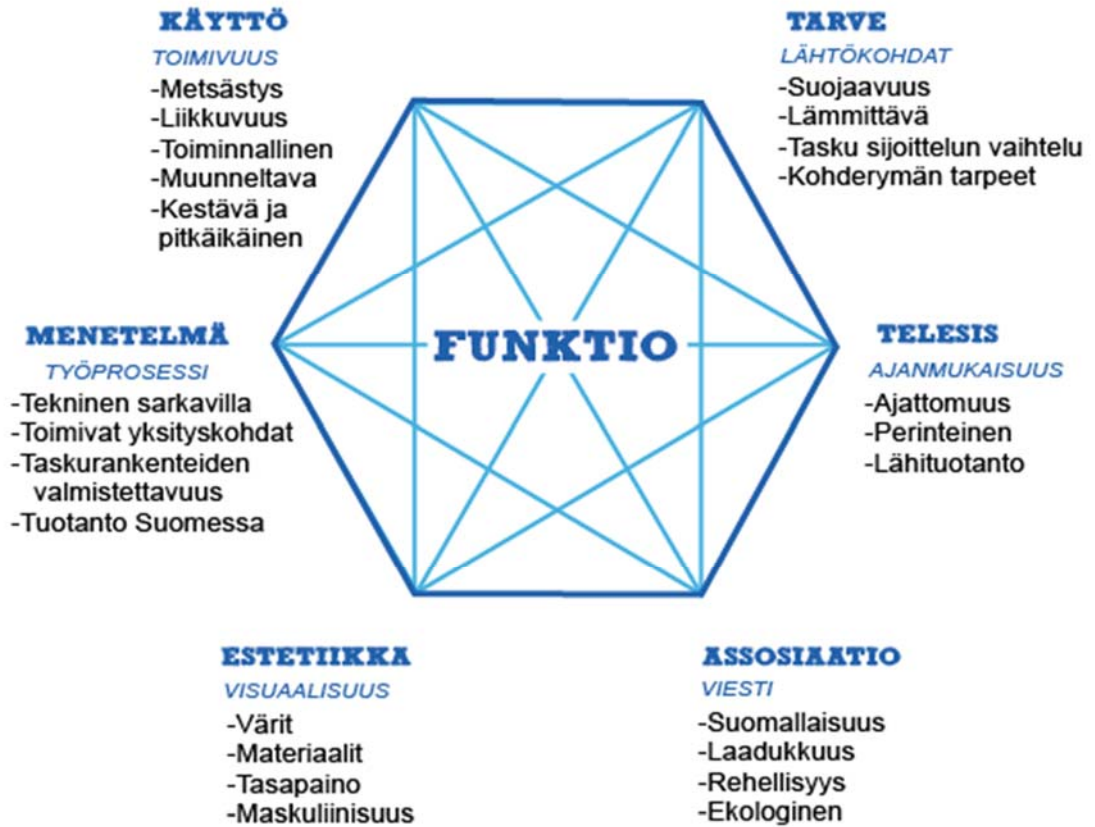 KÄYTTÖ
TOIMIVUUS
-Metsästys
-Liikkuvuus
-Toiminnallinen
-Muunneltava
-Kestävä ja
pitkäikäinen
TARVE
LÄHTÖKOHDAT
-Suojaavuus
-Lämmittävä
-Tasku sijoittelun vaihtelu
-Kohderymän tarpeet
MENETELMÄ
TYÖPROSESSI
-Tekninen sarkavilla
-Toimivat yksityskohdat
-Taskurankenteiden
valmistettavuus
-Tuotanto Suomessa
FUNKTIO
TELESIS
AJANMUKAISUUS
-Ajattomuus
-Perinteinen
-Lähituotanto
ESTETIIKKA
VISUAALISUUS
-Värit
-Materiaalit
-Tasapaino
-Maskuliinisuus
ASSOSIAATIO
VIESTI
-Suomallaisuus
-Laadukkuus
-Rehellisyys
-Ekologinen